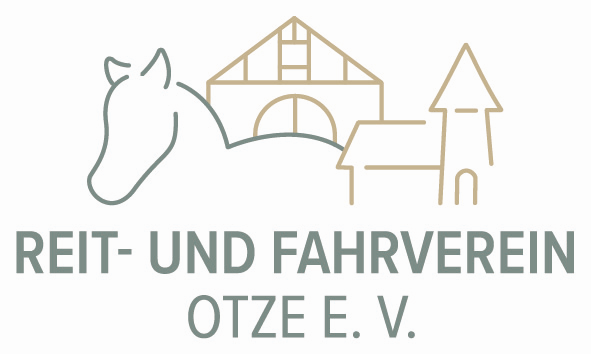 REIT- UND FAHRVEREIN
OTZE E. V.